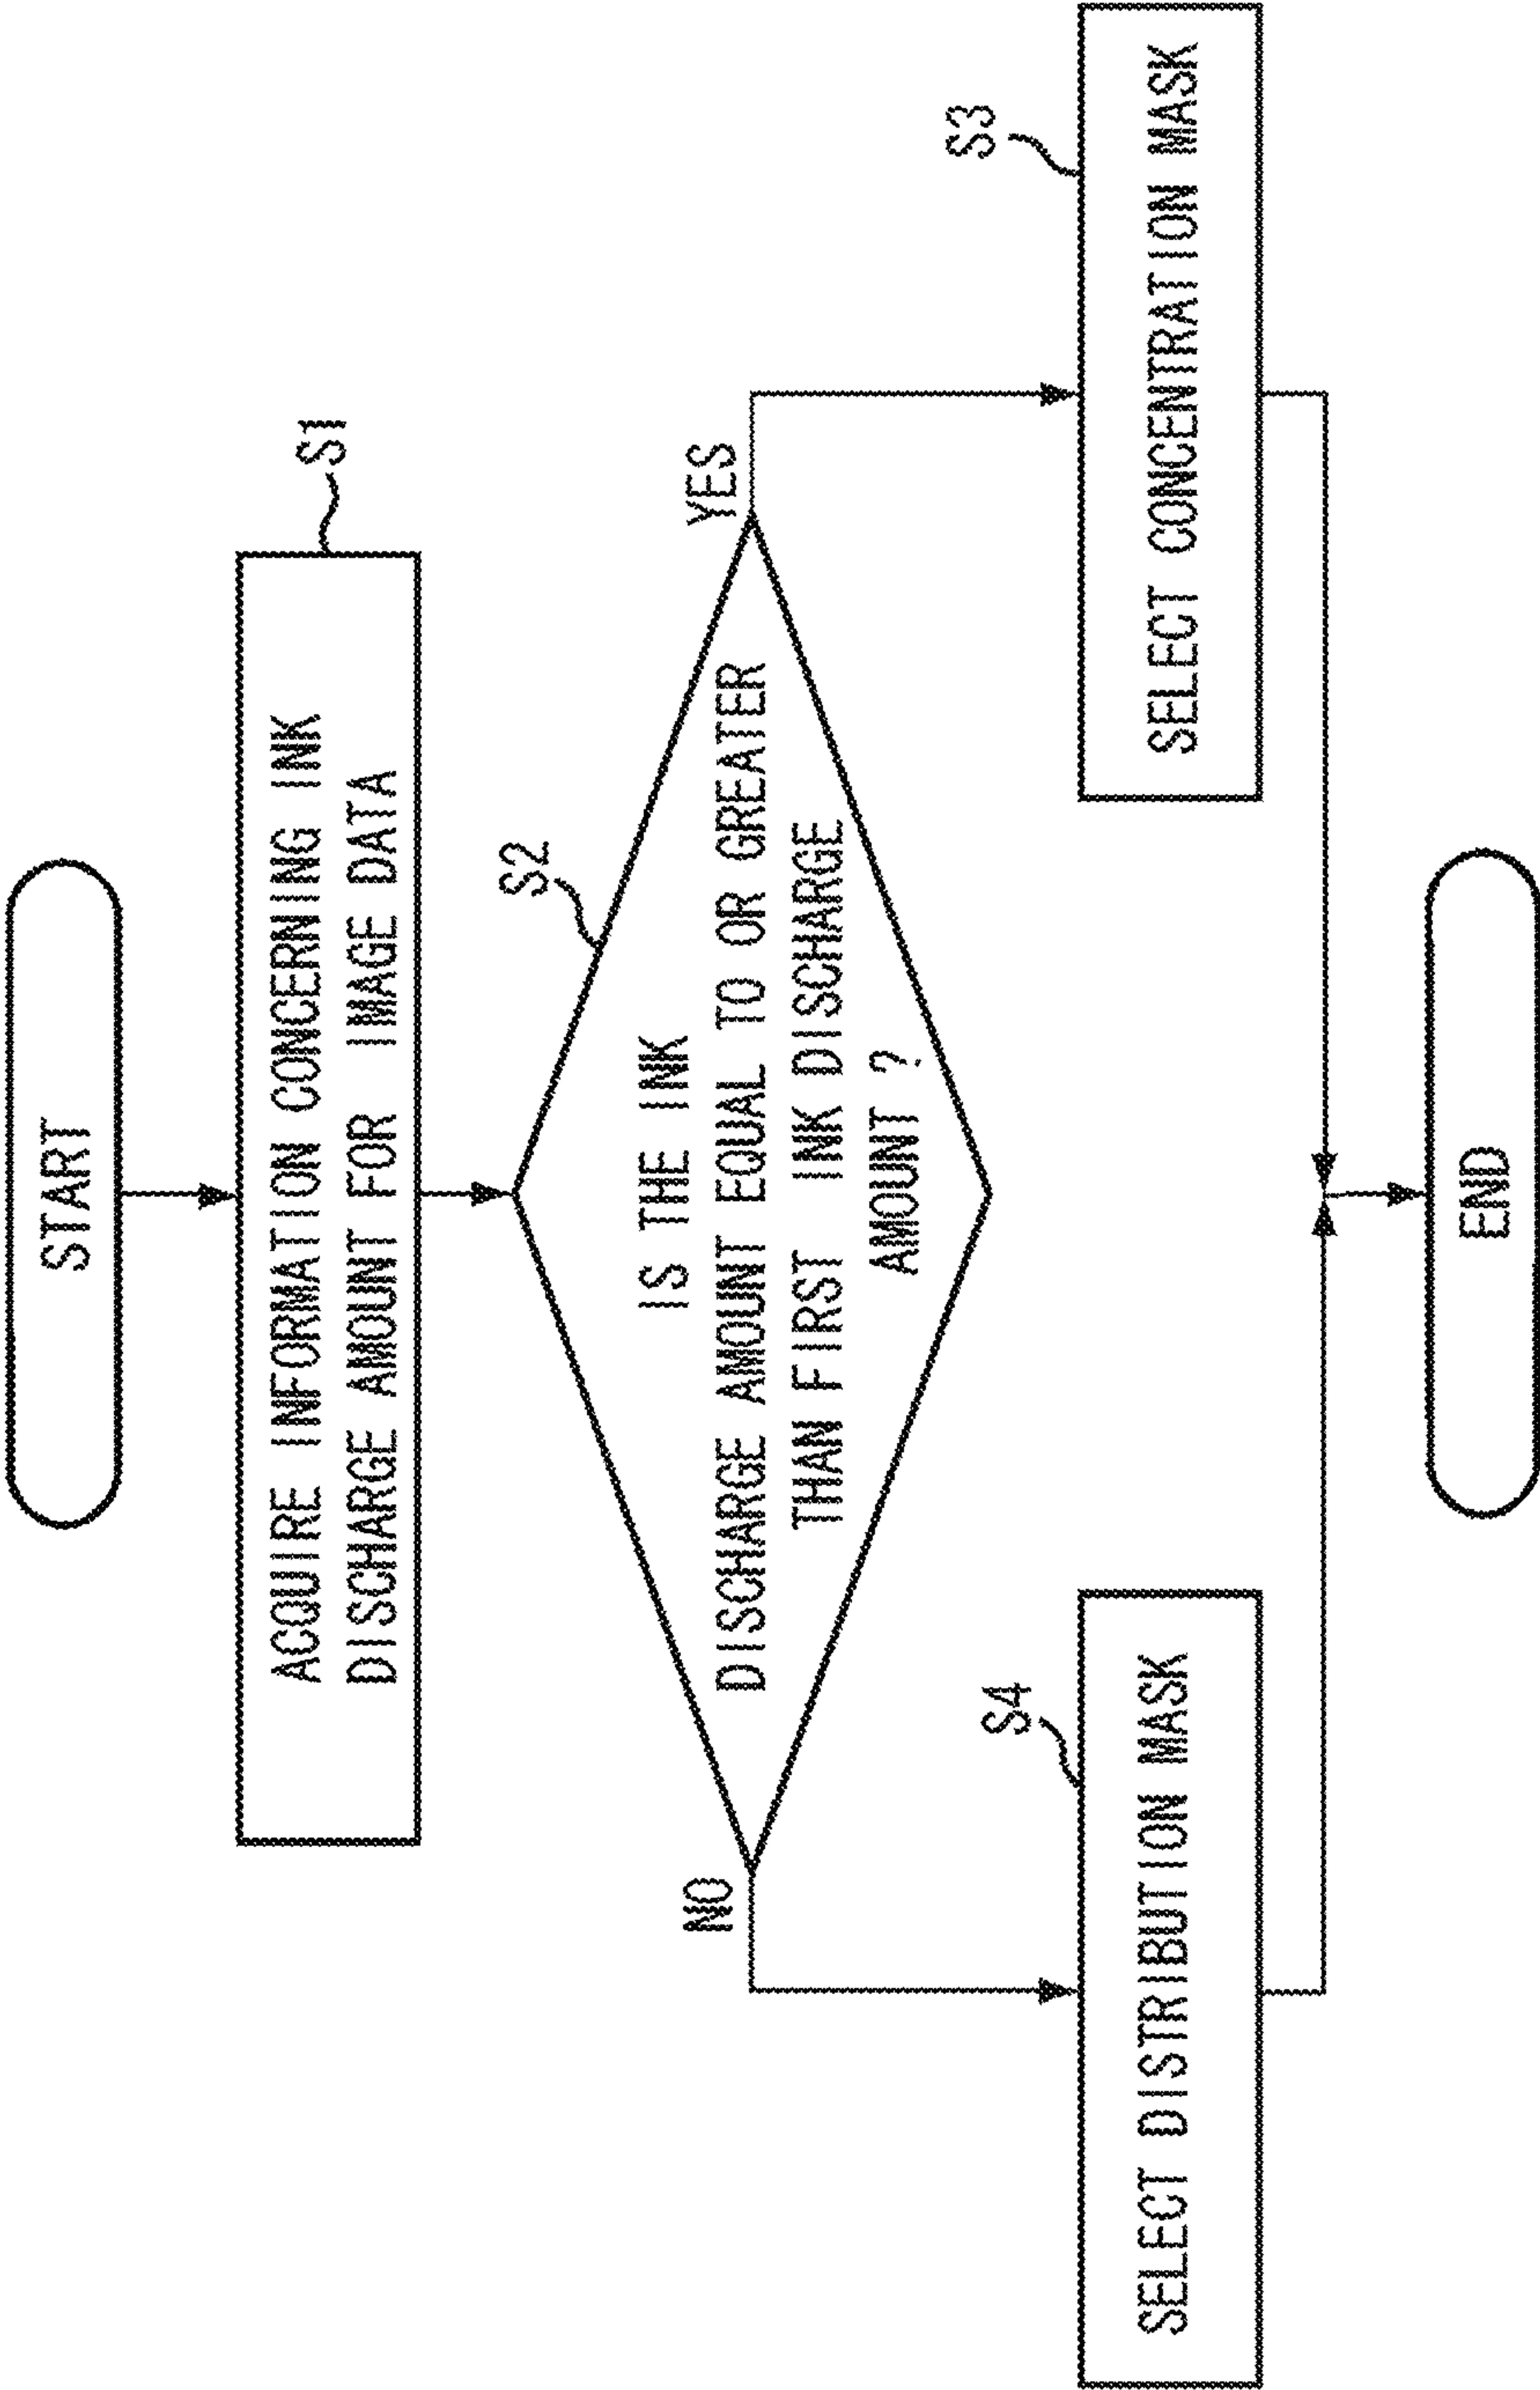 START
S1
ACQUIRE INFORMATION CONCERNING INK
DISCHARGE AMOUNT FOR IMAGE DATA
S2
IS THE INK
DISCHARGE AMOUNT EQUAL TO OR GREATER
THAN FIRST INK DISCHARGE
AMOUNT ?
NO
YES
S4
SELECT DISTRIBUTION MASK
S3
SELECT CONCENTRATION MASK
END